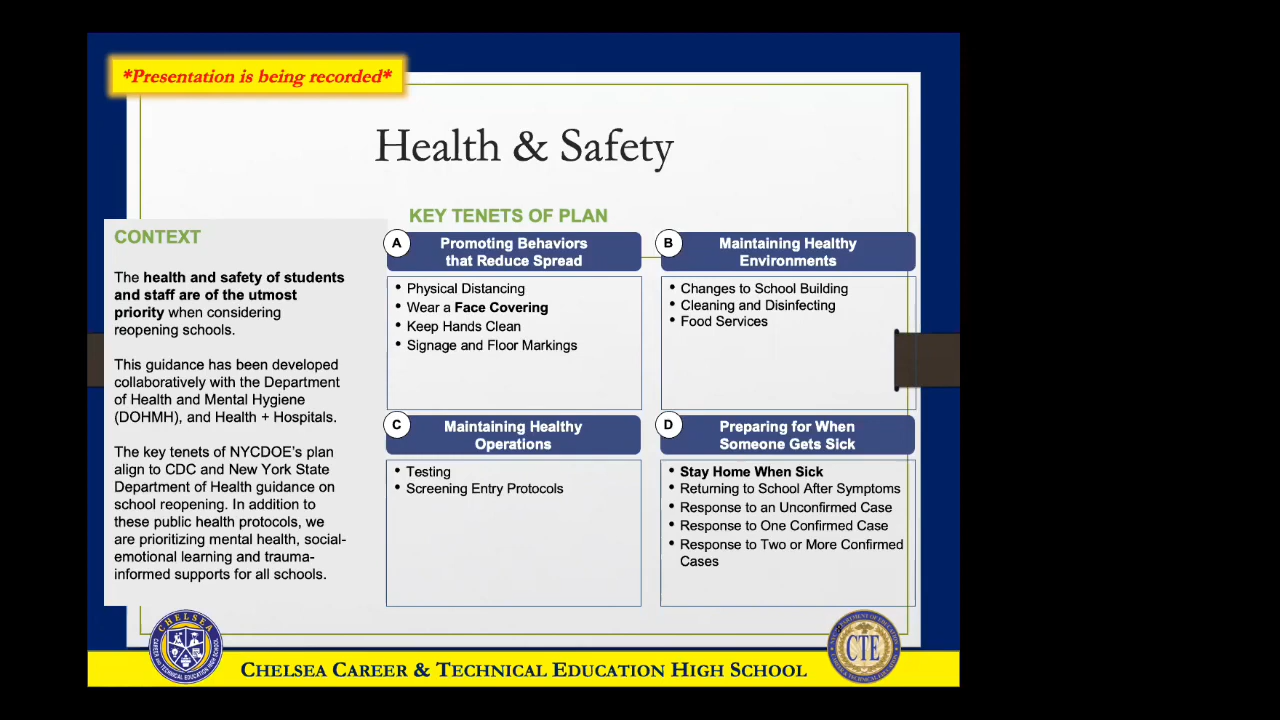 *Presentation is being recorded*
Health & Safety
KEY TENETS OF PLAN
CONTEXT
The health and safety of students
and staff are of the utmost
priority when considering
reopening schools.
This guidance has been developed
collaboratively with the Department
of Health and Mental Hygiene
(DOHMH), and Health + Hospitals.
The key tenets of NYCDOE's plan
align to CDC and New York State
Department of Health guidance on
school reopening. In addition to
these public health protocols, we
are prioritizing mental health, social-
emotional learning and trauma-
informed supports for all schools.
A
Promoting Behaviors
that Reduce Spread
• Physical Distancing
• Wear a Face Covering
• Keep Hands Clean
• Signage and Floor Markings
B
Maintaining Healthy
Environments
• Changes to School Building
• Cleaning and Disinfecting
• Food Services
C
Maintaining Healthy
Operations
• Testing
• Screening Entry Protocols
D
Preparing for When
Someone Gets Sick
• Stay Home When Sick
• Returning to School After Symptoms
• Response to an Unconfirmed Case
• Response to One Confirmed Case
• Response to Two or More Confirmed
Cases
CHELSEA
CAREER AND TECHNICAL EDUCATION HIGH SCHOOL
CHELSEA CAREER & TECHNICAL EDUCATION HIGH SCHOOL
CTE